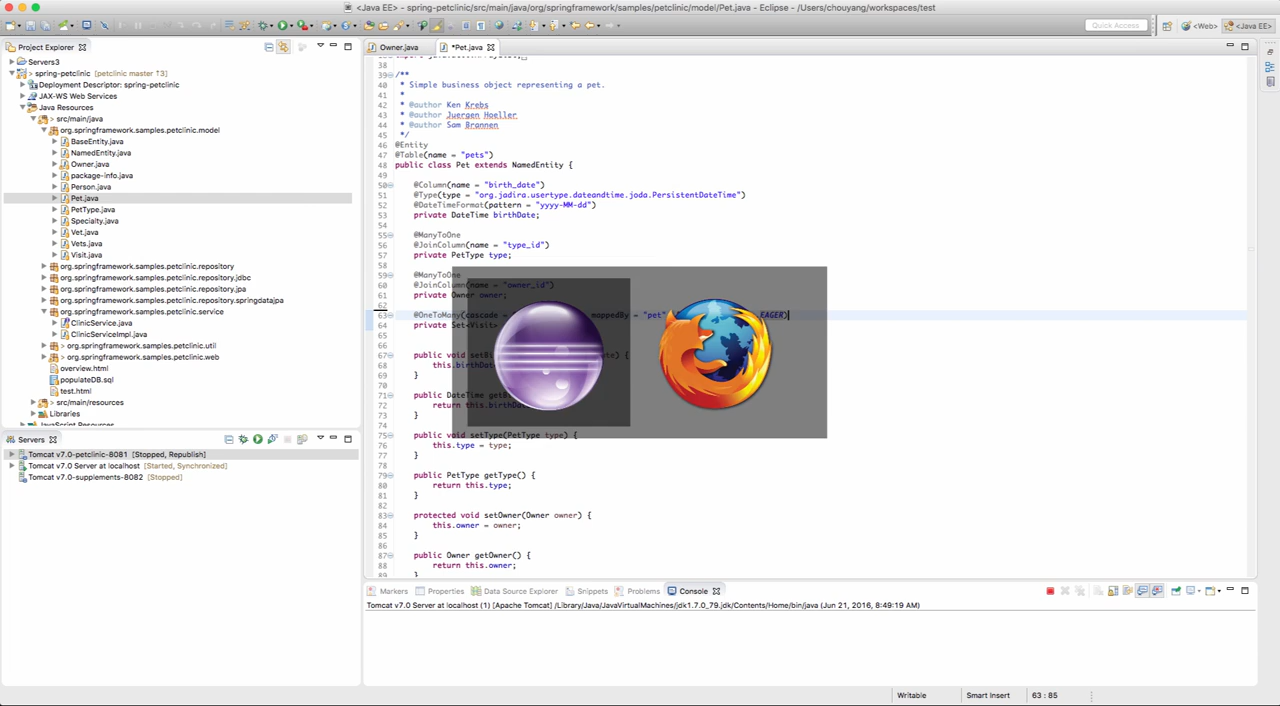 <Java EE> - spring-petclinic/src/main/java/org/springframework/samples/petclinic/model/Pet.java - Eclipse - /Users/chouyang/workspaces/test
Quick Access
<Web>
<Java EE>
Project Explorer
Servers3
> spring-petclinic [petclinic master ↑3]
Deployment Descriptor: spring-petclinic
JAX-WS Web Services
Java Resources
> src/main/java
org.springframework.samples.petclinic.model
BaseEntity.java
NamedEntity.java
Owner.java
package-info.java
Person.java
Pet.java
PetType.java
Specialty.java
Vet.java
Vets.java
Visit.java
org.springframework.samples.petclinic.repository
org.springframework.samples.petclinic.repository.jdbc
org.springframework.samples.petclinic.repository.jpa
org.springframework.samples.petclinic.repository.springdatajpa
org.springframework.samples.petclinic.service
ClinicService.java
ClinicServiceImpl.java
> org.springframework.samples.petclinic.util
> org.springframework.samples.petclinic.web
overview.html
populateDB.sql
test.html
> src/main/resources
Libraries
JavaScript Resources
Servers
Tomcat v7.0-petclinic-8081 [Stopped, Republish]
Tomcat v7.0 Server at localhost [Started, Synchronized]
Tomcat v7.0-supplements-8082 [Stopped]
Owner.java
*Pet.java
38
39 /**
40 * Simple business object representing a pet.
41 *
42 * @author Ken Krebs
43 * @author Juergen Hoeller
44 * @author Sam Brannen
45 */
46 @Entity
47 @Table(name = "pets")
48 public class Pet extends NamedEntity {
49
50 @Column(name = "birth_date")
51 @Type(type = "org.jadira.usertype.dateandtime.joda.PersistentDateTime")
52 @DateTimeFormat(pattern = "yyyy-MM-dd")
53 private DateTime birthDate;
55 @ManyToOne
56 @JoinColumn(name = "type_id")
57 private PetType type;
59 @ManyToOne
60 @JoinColumn(name = "owner_id")
61 private Owner owner;
62
63 @OneToMany(cascade = mappedBy = "pet" EAGER)
64 private Set<Visit>
65
67 public void ) {
68 this.birthDate
69 }
70
71 public DateTime
72 return this.birthDate
73 }
75 public void setType(PetType type) {
76 this.type = type;
77 }
79 public PetType getType() {
80 return this.type;
81 }
83 protected void setOwner(Owner owner) {
84 this.owner = owner;
85 }
86
87 public Owner getOwner() {
88 return this.owner;
89 }
Markers
Properties
Data Source Explorer
Snippets
Problems
Console
Tomcat v7.0 Server at localhost (1) [Apache Tomcat] /Library/Java/JavaVirtualMachines/jdk1.7.0_79.jdk/Contents/Home/bin/java (Jun 21, 2016, 8:49:19 AM)
Writable
Smart Insert
63 : 85